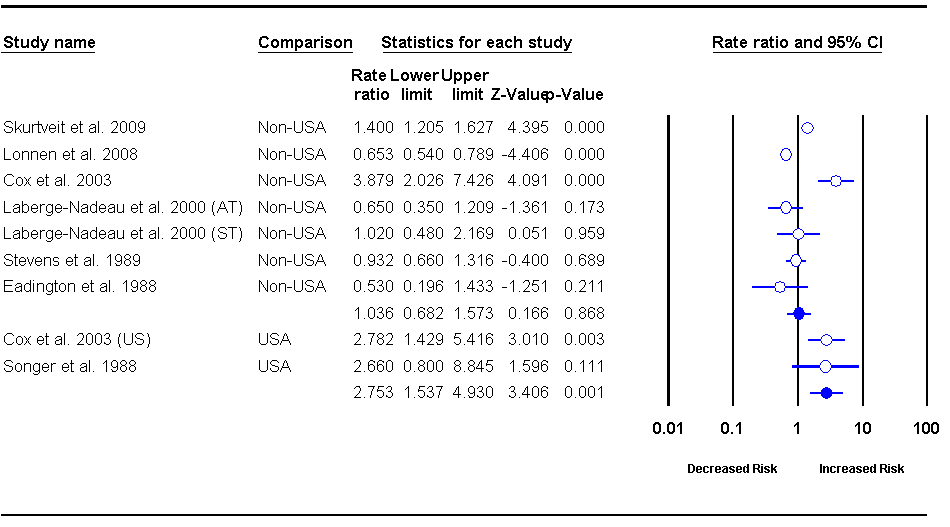 Study name Comparison Statistics for each study Rate ratio and 95% CI
Rate Lower Upper
ratio limit limit Z-Value p-Value
Skurtveit et al. 2009 Non-USA 1.400 1.205 1.627 4.395 0.000
Lonnen et al. 2008 Non-USA 0.653 0.540 0.789 -4.406 0.000
Cox et al. 2003 Non-USA 3.879 2.026 7.426 4.091 0.000
Laberge-Nadeau et al. 2000 (AT) Non-USA 0.650 0.350 1.209 -1.361 0.173
Laberge-Nadeau et al. 2000 (ST) Non-USA 1.020 0.480 2.169 0.051 0.959
Stevens et al. 1989 Non-USA 0.932 0.660 1.316 -0.400 0.689
Eadington et al. 1988 Non-USA 0.530 0.196 1.433 -1.251 0.211
1.036 0.682 1.573 0.166 0.868
Cox et al. 2003 (US) USA 2.782 1.429 5.416 3.010 0.003
Songer et al. 1988 USA 2.660 0.800 8.845 1.596 0.111
2.753 1.537 4.930 3.406 0.001
0.01 0.1 1 10 100
Decreased Risk Increased Risk